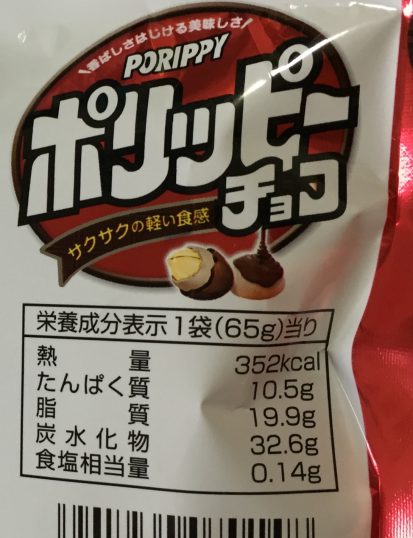 香ばしさはじける美味しさ
PORIPPY
ポリッピー
チョコ
サクサクの軽い食感
栄養成分表示1袋(65g)当り
熱量 352kcal
たんぱく質 10.5g
脂質 19.9g
炭水化物 32.6g
食塩相当量 0.14g